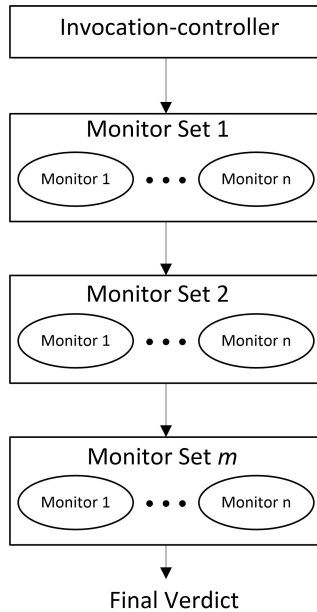 Invocation-controller
Monitor Set 1
Monitor 1 • • • Monitor n
Monitor Set 2
Monitor 1 • • • Monitor n
Monitor Set m
Monitor 1 • • • Monitor n
Final Verdict